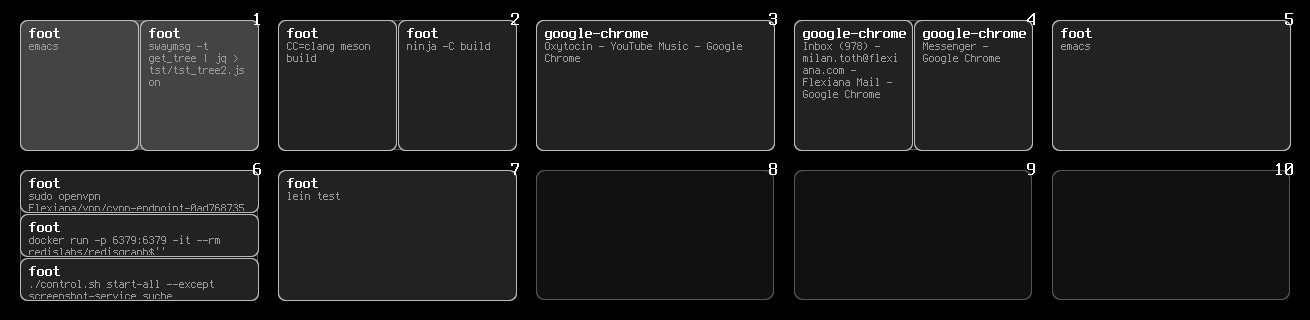 1
foot
emacs
foot
swaymsg -t
get_tree | jq >
tst/tst_tree2.js
on
2
foot
CC=clang meson
build
foot
ninja -C build
3
google-chrome
Oxytocin - YouTube Music - Google
Chrome
4
google-chrome
Inbox (978) -
milan.toth@flexi
ana.com -
Flexiana Mail -
Google Chrome
google-chrome
Messenger -
Google Chrome
5
foot
emacs
6
foot
sudo openvpn
Flexiana/vpn/cvpn-endpoint-0ad768735
foot
docker run -p 6379:6379 -it --rm
redislabs/redisgraph$''
foot
./control.sh start-all --except
screenshot-service suche
7
foot
lein test
8
9
10